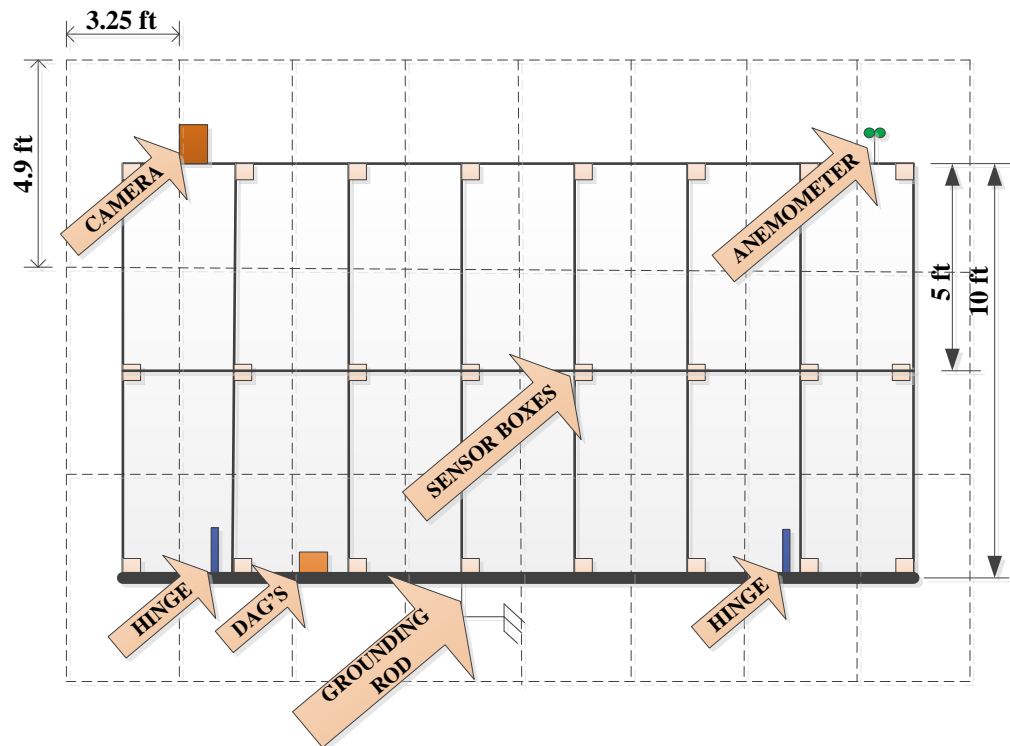 3.25 ft
4.9 ft
CAMERA
ANEMOMETER
5 ft
10 ft
SENSOR BOXES
HINGE
DAG'S
GROUNDING
ROD
HINGE